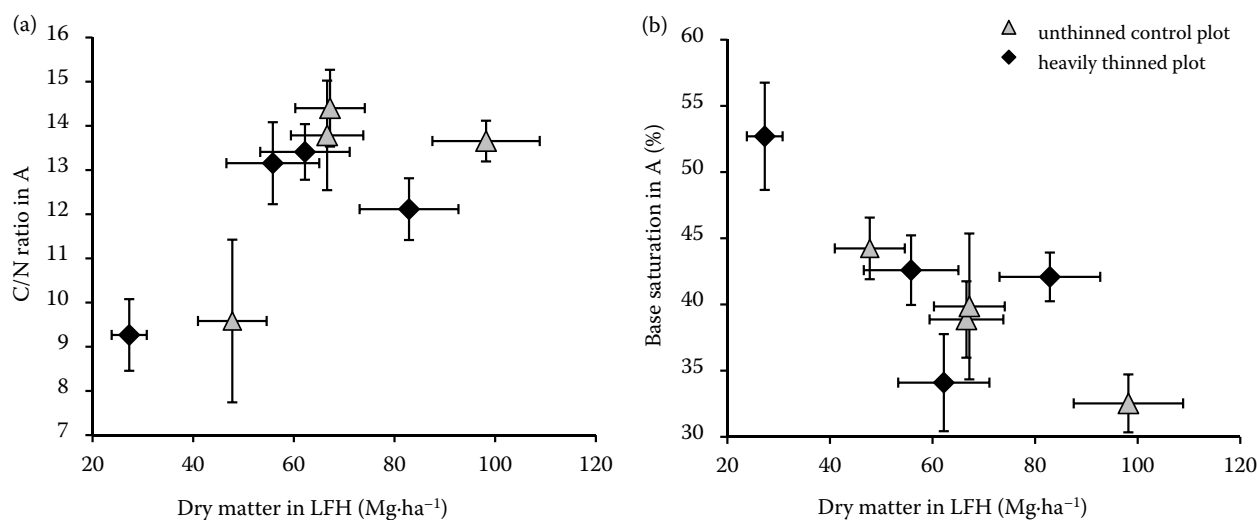 (a)
16
15
14
13
12
11
10
9
8
7
C/N ratio in A
20 40 60 80 100 120
Dry matter in LFH (Mg·ha⁻¹)
(b)
unthinned control plot
heavily thinned plot
60
55
50
45
40
35
30
Base saturation in A (%)
20 40 60 80 100 120
Dry matter in LFH (Mg·ha⁻¹)